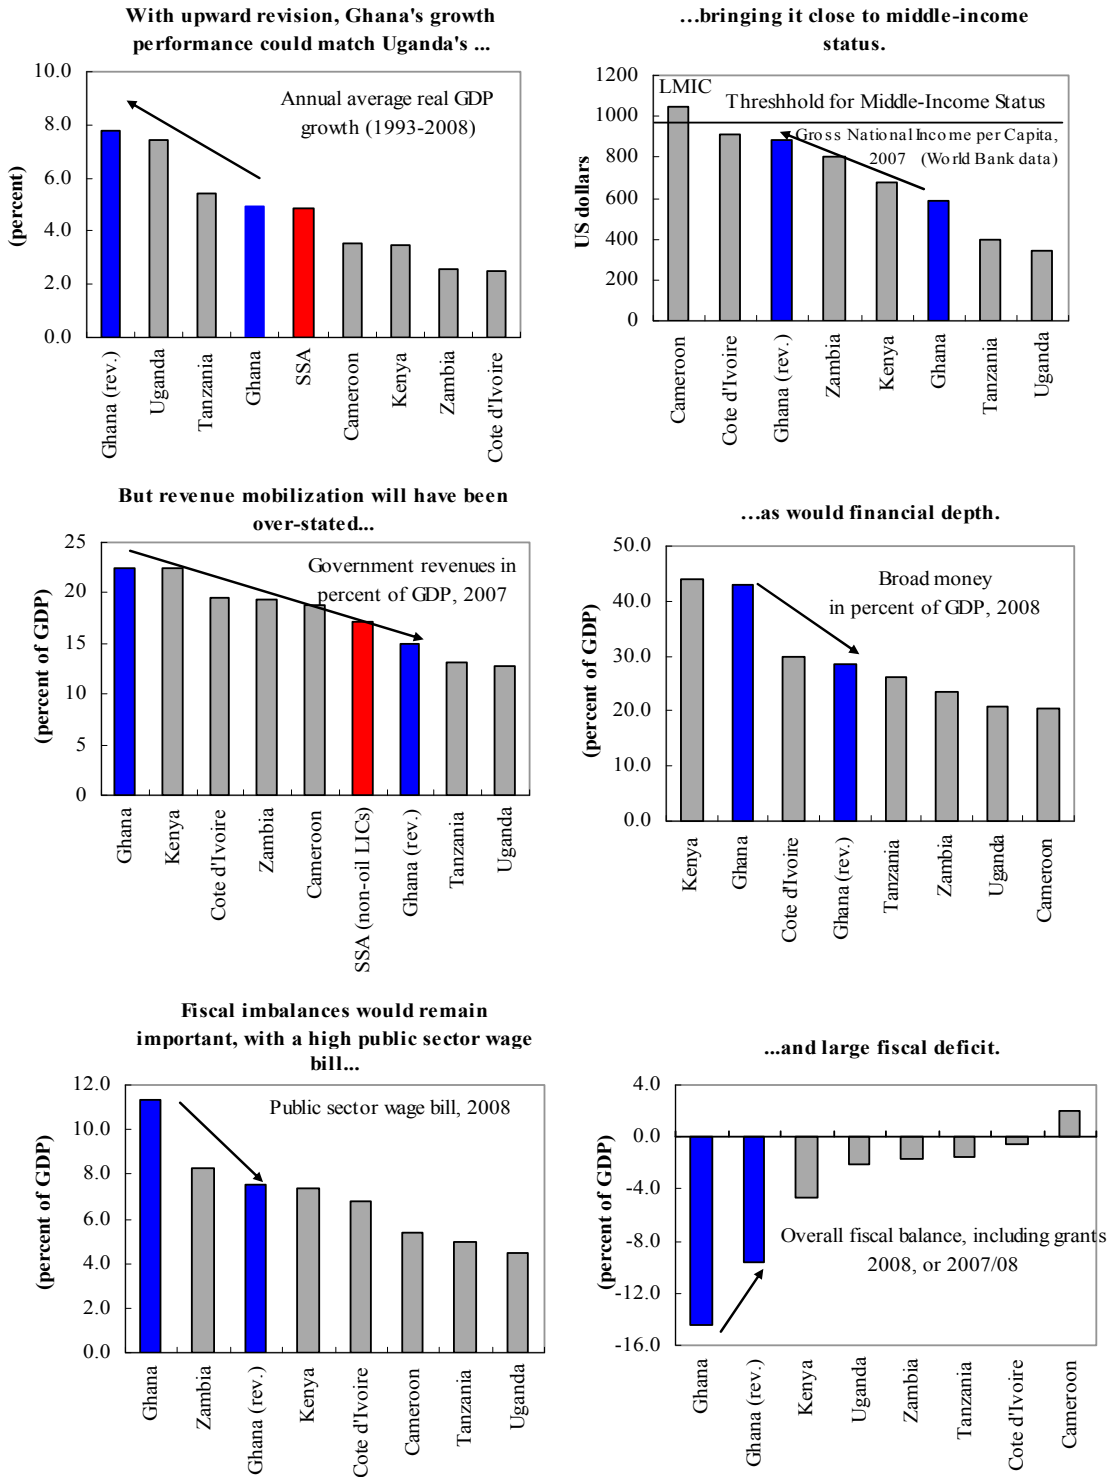 With upward revision, Ghana's growth
performance could match Uganda's ...
10.0
8.0
6.0
4.0
2.0
0.0
(percent)
Annual average real GDP
growth (1993-2008)
Ghana (rev.)
Uganda
Tanzania
Ghana
SSA
Cameroon
Kenya
Zambia
Cote d'Ivoire
...bringing it close to middle-income
status.
1200
1000
800
600
400
200
0
US dollars
LMIC
Threshhold for Middle-Income Status
Gross National Income per Capita,
2007 (World Bank data)
Cameroon
Cote d'Ivoire
Ghana (rev.)
Zambia
Kenya
Ghana
Tanzania
Uganda
But revenue mobilization will have been
over-stated...
25
20
15
10
5
0
(percent of GDP)
Government revenues in
percent of GDP, 2007
Ghana
Kenya
Cote d'Ivoire
Zambia
Cameroon
SSA (non-oil LICs)
Ghana (rev.)
Tanzania
Uganda
...as would financial depth.
50.0
40.0
30.0
20.0
10.0
0.0
(percent of GDP)
Broad money
in percent of GDP, 2008
Kenya
Ghana
Cote d'Ivoire
Ghana (rev.)
Tanzania
Zambia
Uganda
Cameroon
Fiscal imbalances would remain
important, with a high public sector wage
bill...
12.0
10.0
8.0
6.0
4.0
2.0
0.0
(percent of GDP)
Public sector wage bill, 2008
Ghana
Zambia
Ghana (rev.)
Kenya
Cote d'Ivoire
Cameroon
Tanzania
Uganda
...and large fiscal deficit.
4.0
0.0
-4.0
-8.0
-12.0
-16.0
(percent of GDP)
Overall fiscal balance, including grants
2008, or 2007/08
Ghana
Ghana (rev.)
Kenya
Uganda
Zambia
Tanzania
Cote d'Ivoire
Cameroon